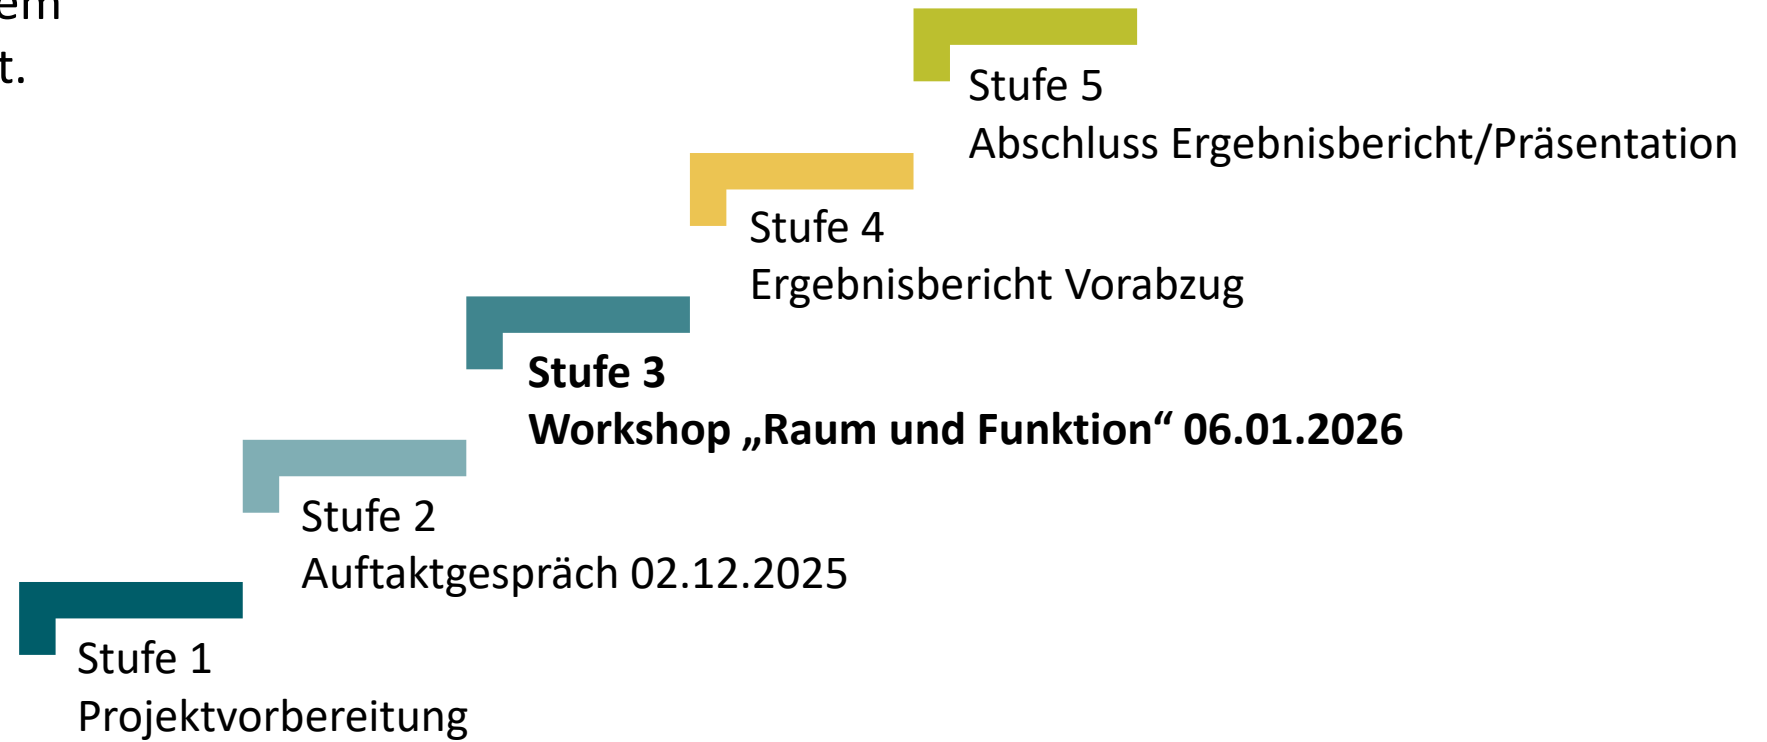 t.
Stufe 5
Abschluss Ergebnisbericht/Präsentation
Stufe 4
Ergebnisbericht Vorabzug
Stufe 3
Workshop „Raum und Funktion“ 06.01.2026
Stufe 2
Auftaktgespräch 02.12.2025
Stufe 1
Projektvorbereitung